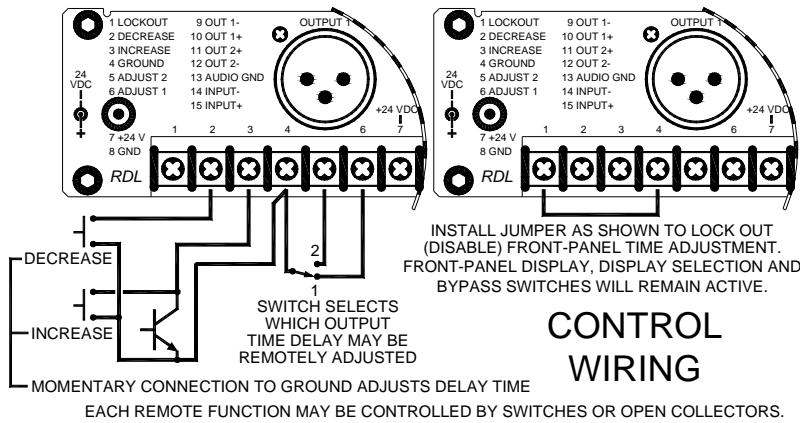 1 LOCKOUT
2 DECREASE
3 INCREASE
4 GROUND
5 ADJUST 2
6 ADJUST 1
9 OUT 1-
10 OUT 1+
11 OUT 2+
12 OUT 2-
13 AUDIO GND
14 INPUT-
15 INPUT+
OUTPUT 1
24
VDC
+
+24 VDC
7 +24 V
8 GND
1 2 3 4 5 6 7
RDL
DECREASE
INCREASE
2
1
SWITCH SELECTS
WHICH OUTPUT
TIME DELAY MAY BE
REMOTELY ADJUSTED
MOMENTARY CONNECTION TO GROUND ADJUSTS DELAY TIME
1 LOCKOUT
2 DECREASE
3 INCREASE
4 GROUND
5 ADJUST 2
6 ADJUST 1
9 OUT 1-
10 OUT 1+
11 OUT 2+
12 OUT 2-
13 AUDIO GND
14 INPUT-
15 INPUT+
OUTPUT 1
24
VDC
+
+24 VDC
7 +24 V
8 GND
1 2 3 4 5 6 7
RDL
INSTALL JUMPER AS SHOWN TO LOCK OUT
(DISABLE) FRONT-PANEL TIME ADJUSTMENT.
FRONT-PANEL DISPLAY, DISPLAY SELECTION AND
BYPASS SWITCHES WILL REMAIN ACTIVE.
CONTROL
WIRING
EACH REMOTE FUNCTION MAY BE CONTROLLED BY SWITCHES OR OPEN COLLECTORS.